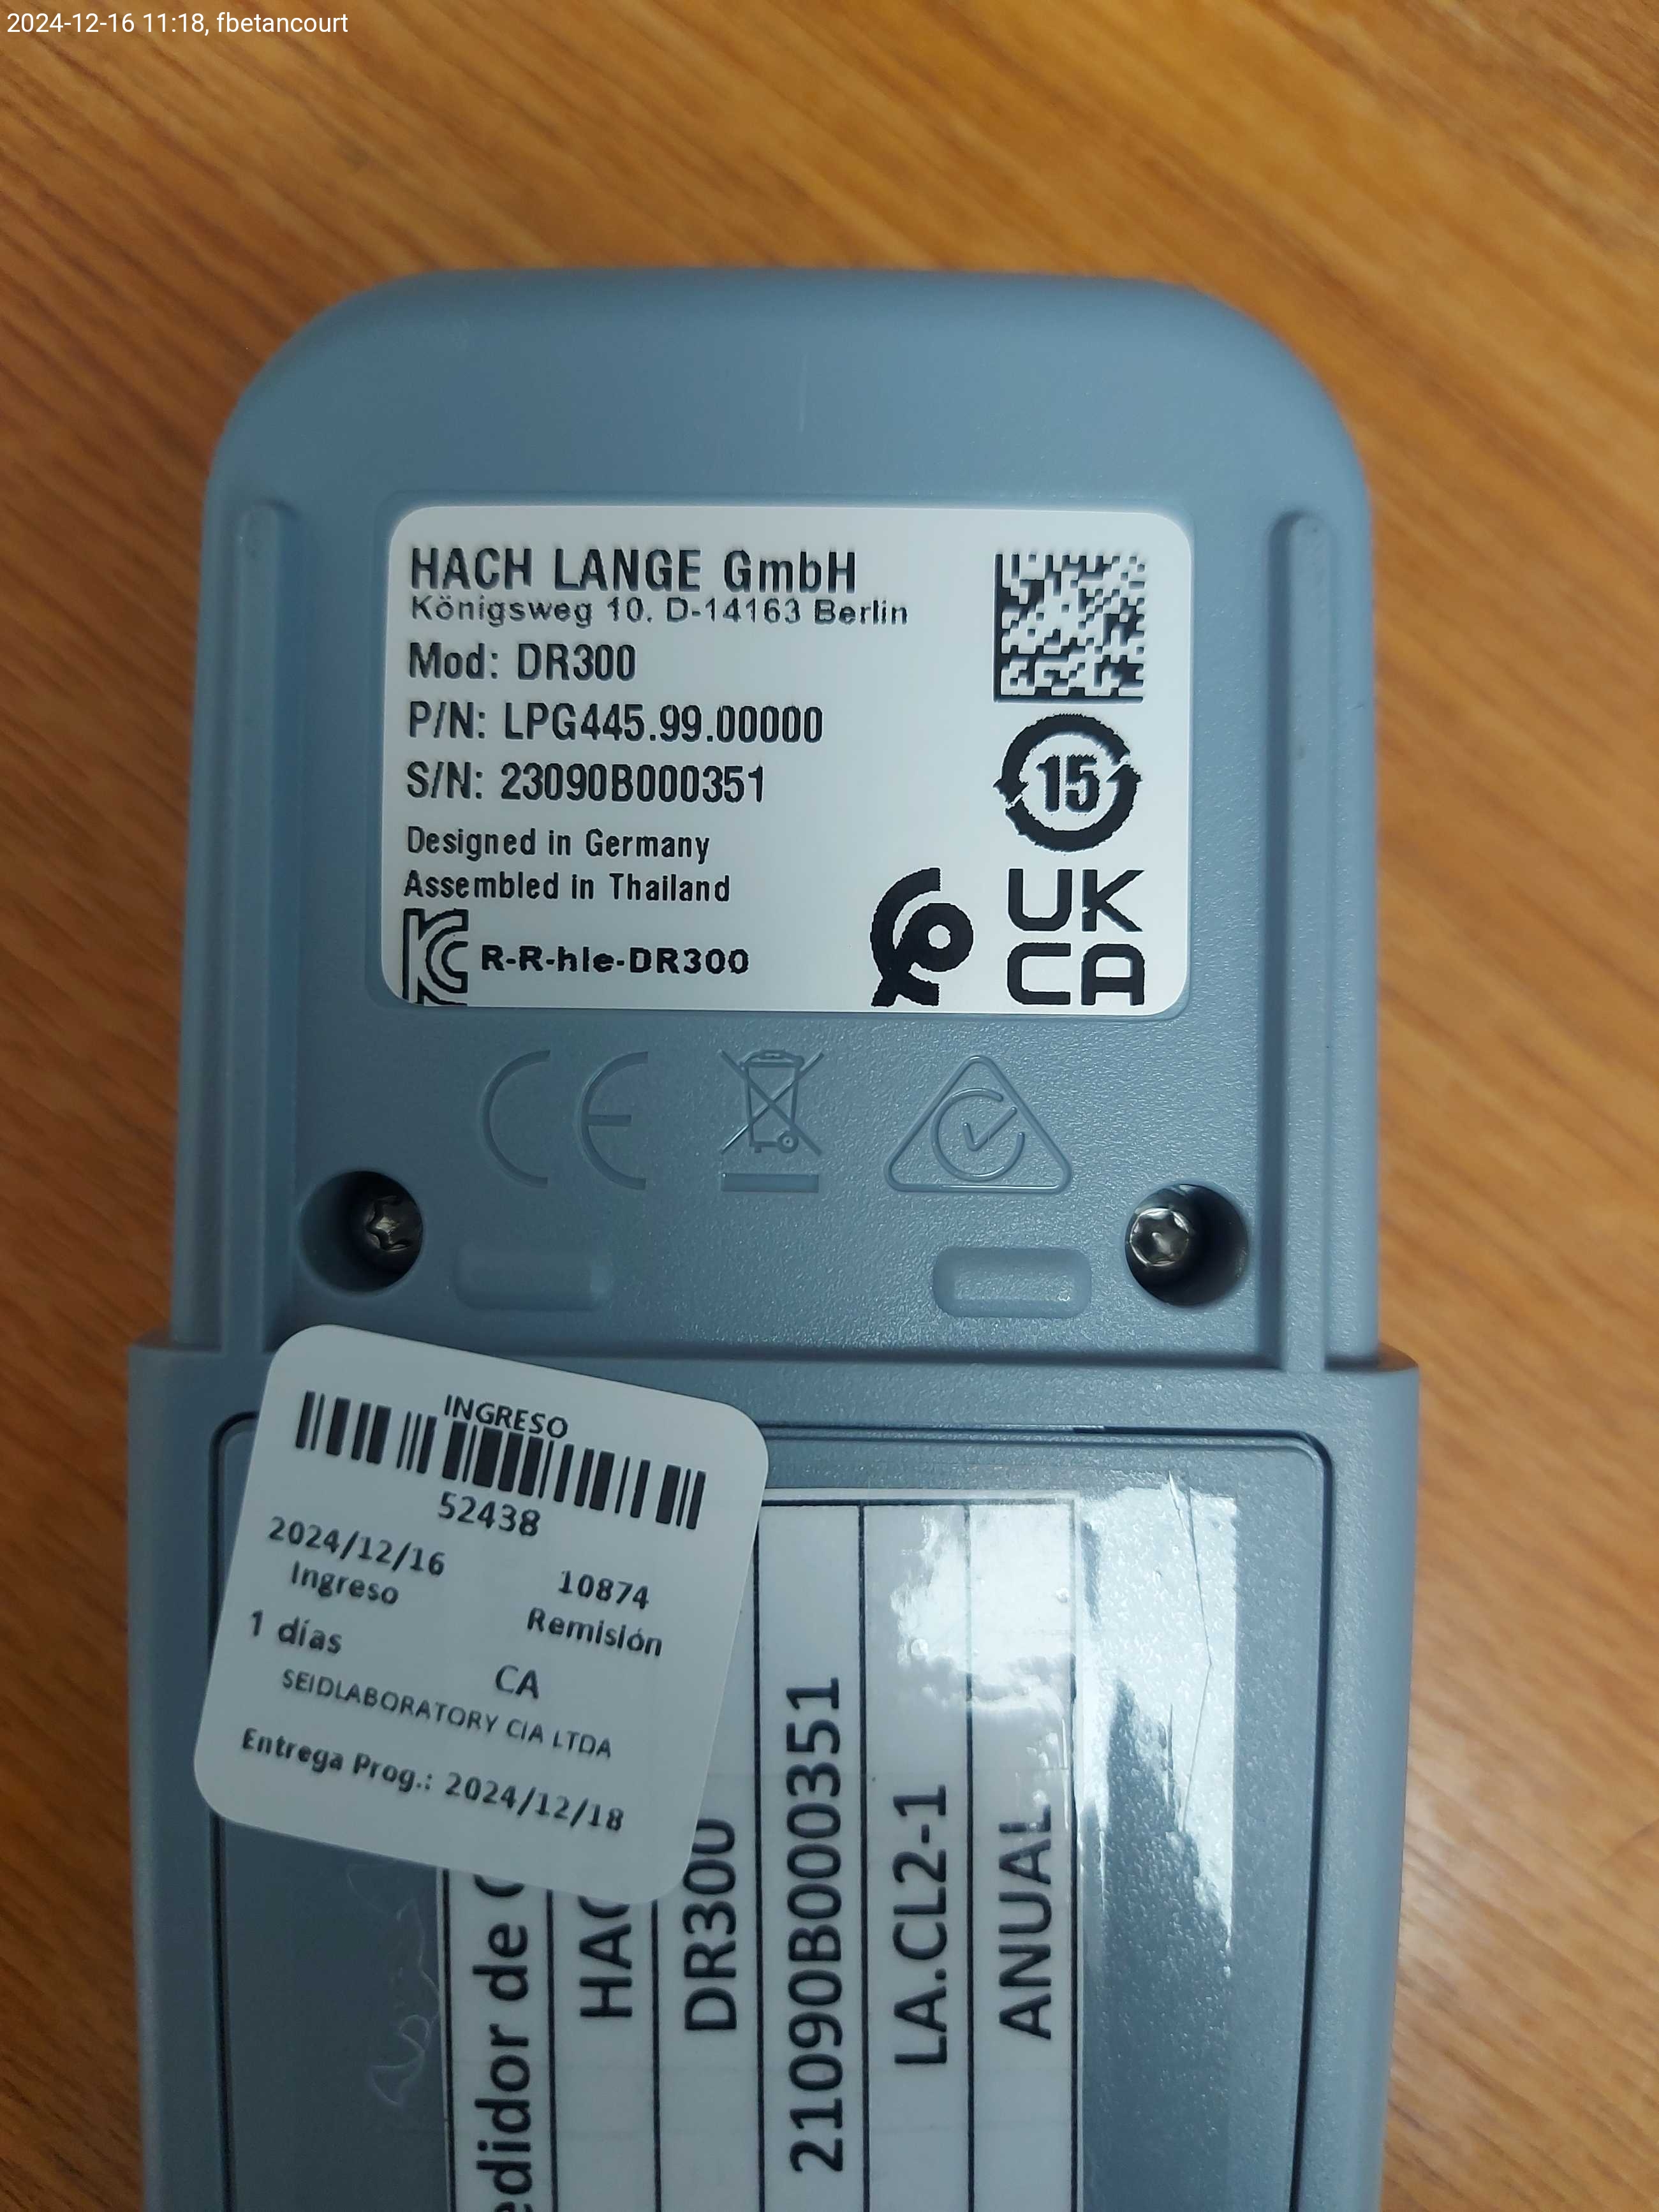 2024-12-16 11:18, fbetancourt
HACH LANGE GmbH
Königsweg 10. D-14163 Berlin
Mod: DR300
P/N: LPG445.99.00000
S/N: 23090B000351
Designed in Germany
Assembled in Thailand
R-R-hle-DR300
15
UK
CA
CE
INGRESO
52438
2024/12/16
Ingreso
10874
Remisión
1 días
CA
SEIDLABORATORY CIA LTDA
Entrega Prog.: 2024/12/18
edidor de
HAC
DR300
21090B000351
LA.CL2-1
ANUAL.